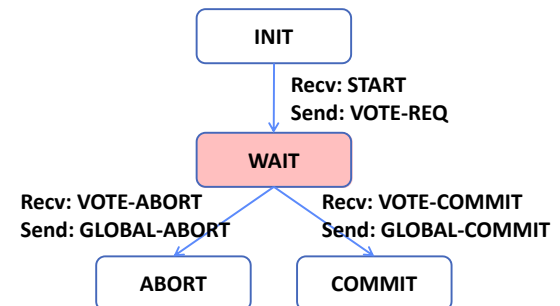 INIT
Recv: START
Send: VOTE-REQ
WAIT
Recv: VOTE-ABORT
Send: GLOBAL-ABORT
Recv: VOTE-COMMIT
Send: GLOBAL-COMMIT
ABORT
COMMIT